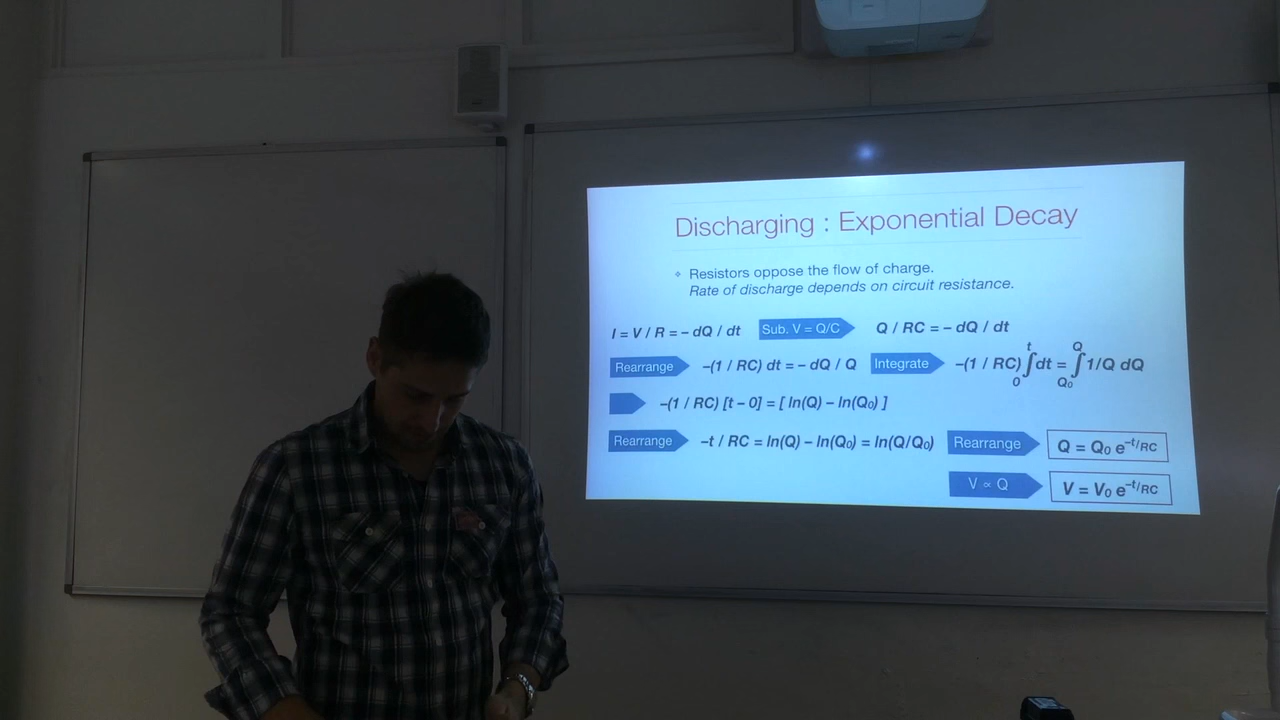 Discharging : Exponential Decay
Resistors oppose the flow of charge.
Rate of discharge depends on circuit resistance.
I = V / R = – dQ / dt Sub. V = Q/C Q / RC = – dQ / dt
Rearrange –(1 / RC) dt = – dQ / Q Integrate –(1 / RC) ∫₀ᵗ dt = ∫Q₀Q 1/Q dQ
–(1 / RC) [t – 0] = [ ln(Q) – ln(Q₀) ]
Rearrange –t / RC = ln(Q) – ln(Q₀) = ln(Q/Q₀) Rearrange Q = Q₀ e–t/RC
V ∝ Q V = V₀ e–t/RC